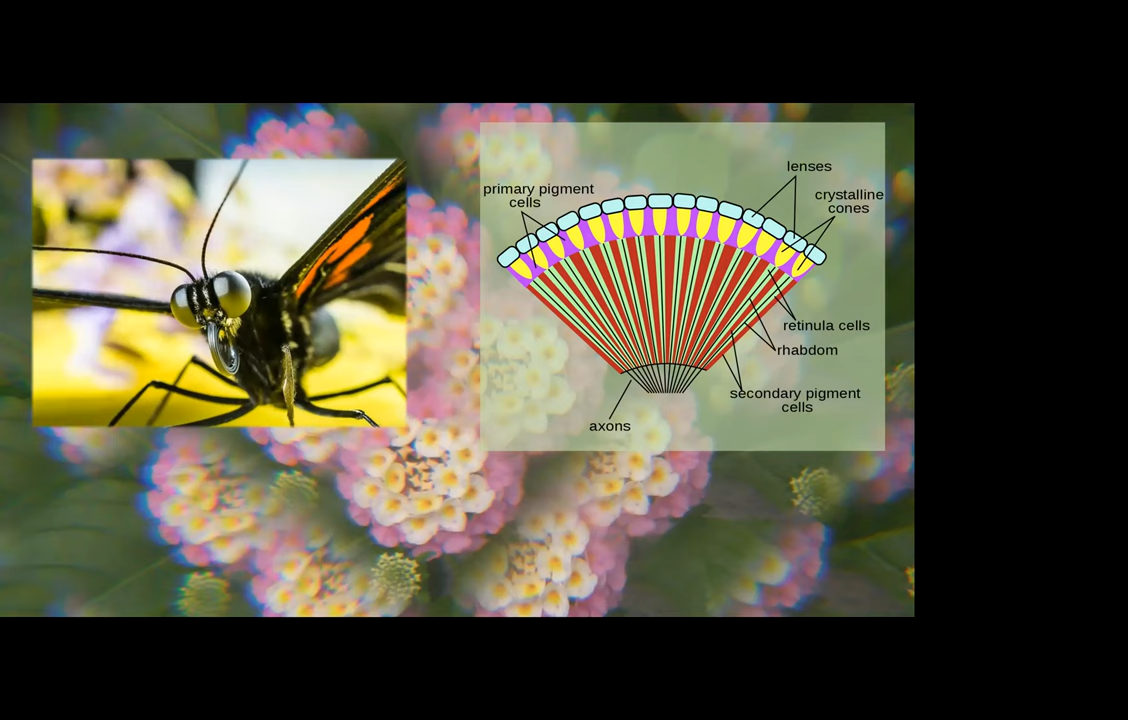 lenses
primary pigment
cells
crystalline
cones
retinula cells
rhabdom
secondary pigment
cells
axons